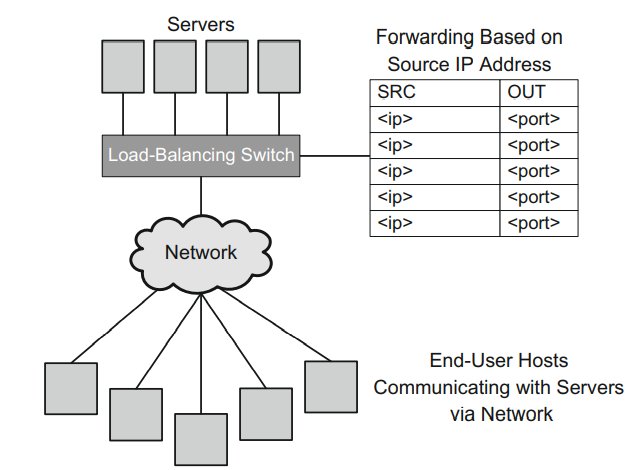 Servers
Forwarding Based on
Source IP Address
SRC OUT
<ip> <port>
<ip> <port>
<ip> <port>
<ip> <port>
<ip> <port>
Load-Balancing Switch
Network
End-User Hosts
Communicating with Servers
via Network